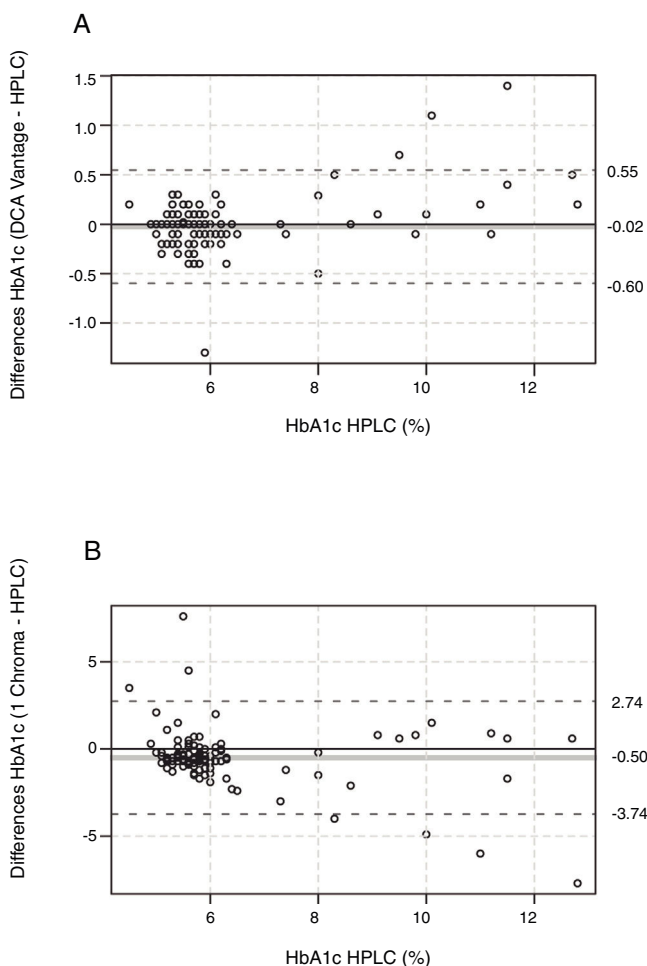 A
Differences HbA1c (DCA Vantage - HPLC)
1.5
1.0
0.5
0
-0.5
-1.0
0.55
-0.02
-0.60
6 8 10 12
HbA1c HPLC (%)
B
Differences HbA1c (1 Chroma - HPLC)
5
0
-5
2.74
-0.50
-3.74
6 8 10 12
HbA1c HPLC (%)